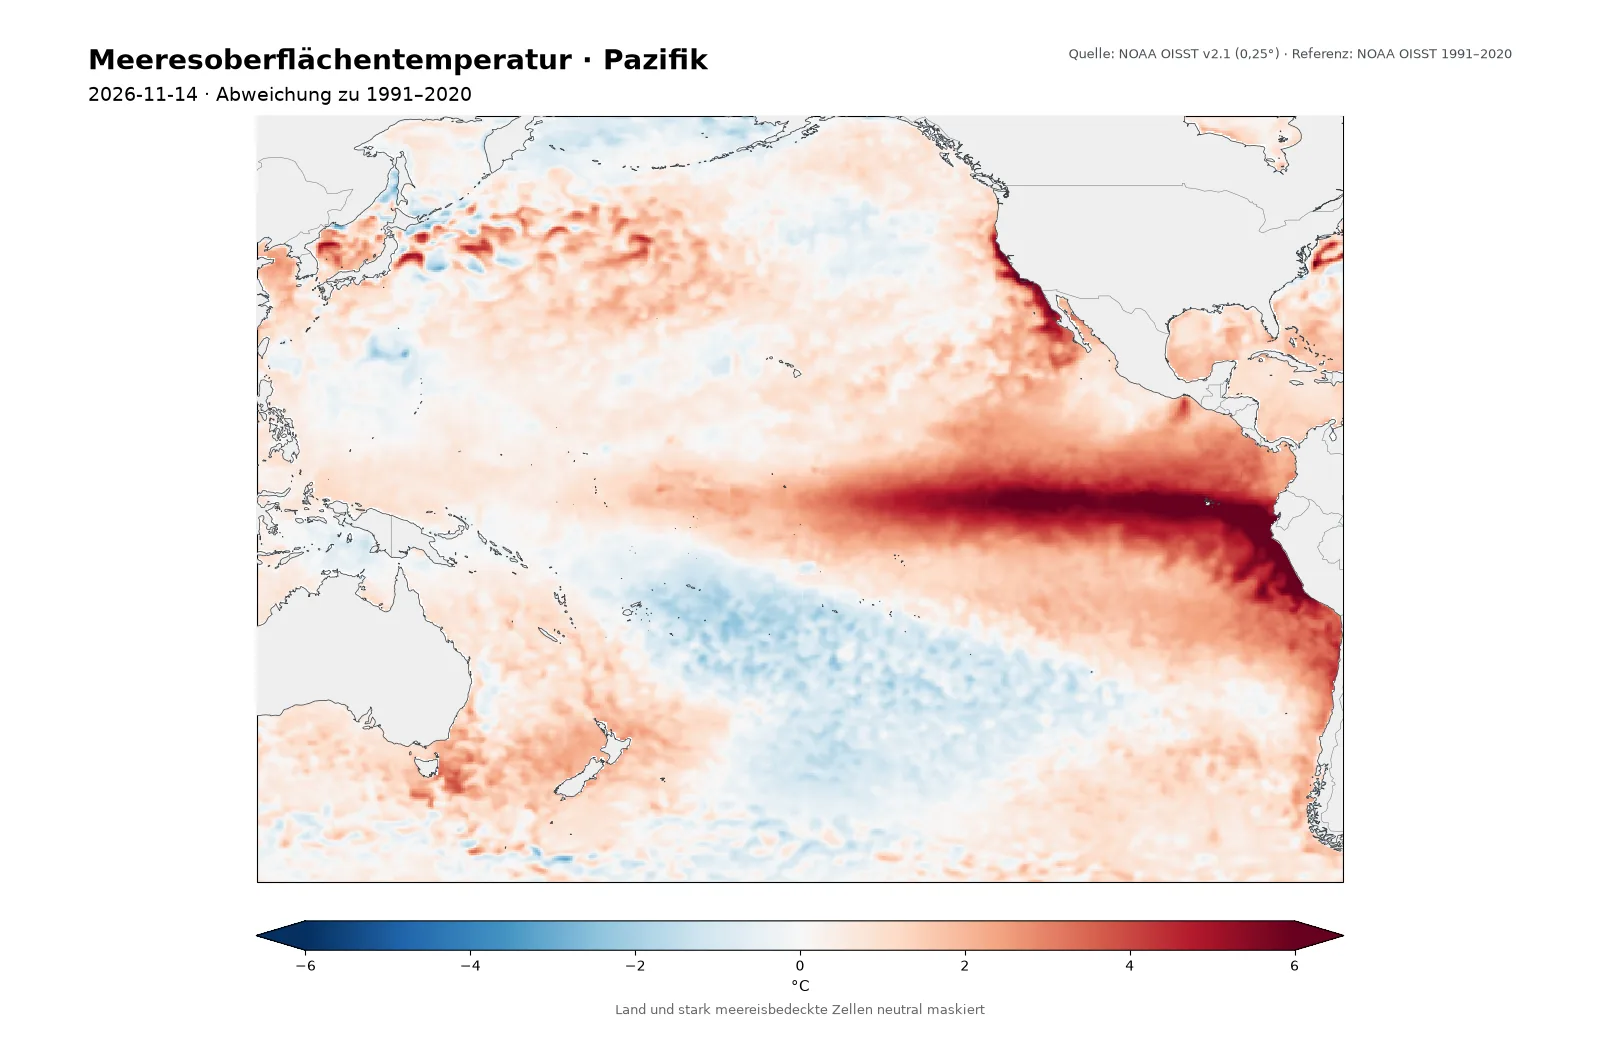 Meeresoberflächentemperatur · Pazifik
Quelle: NOAA OISST v2.1 (0,25°) · Referenz: NOAA OISST 1991–2020
2026-11-14 · Abweichung zu 1991–2020
−6 −4 −2 0 2 4 6
°C
Land und stark meereisbedeckte Zellen neutral maskiert